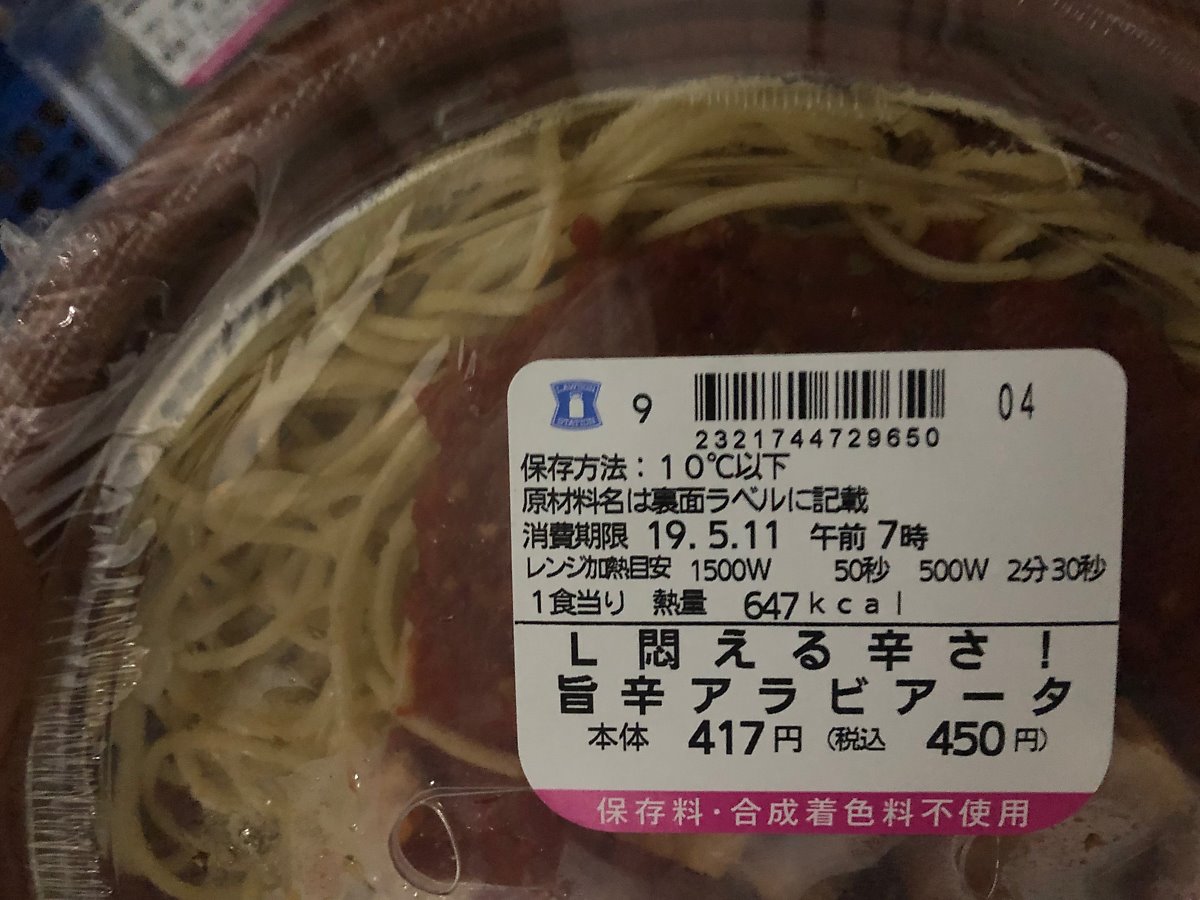 LAWSON
STATION
9
04
2321744729650
保存方法：10℃以下
原材料名は裏面ラベルに記載
消費期限 19.5.11 午前 7時
レンジ加熱目安 1500W 50秒 500W 2分30秒
1食当り 熱量 647kcal
L悶える辛さ！
旨辛アラビアータ
本体 417円 (税込 450円)
保存料・合成着色料不使用